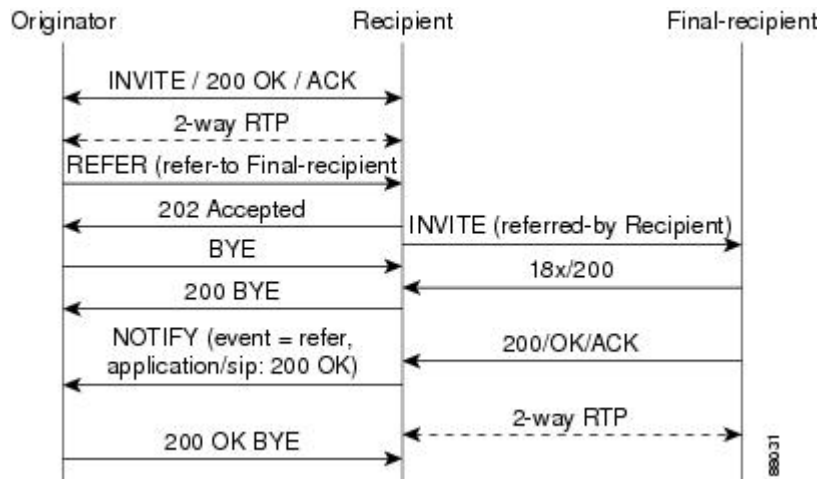 Originator
Recipient
Final-recipient
INVITE / 200 OK / ACK
2-way RTP
REFER (refer-to Final-recipient
202 Accepted
INVITE (referred-by Recipient)
BYE
18x/200
200 BYE
NOTIFY (event = refer,
application/sip: 200 OK)
200/OK/ACK
2-way RTP
200 OK BYE
88031